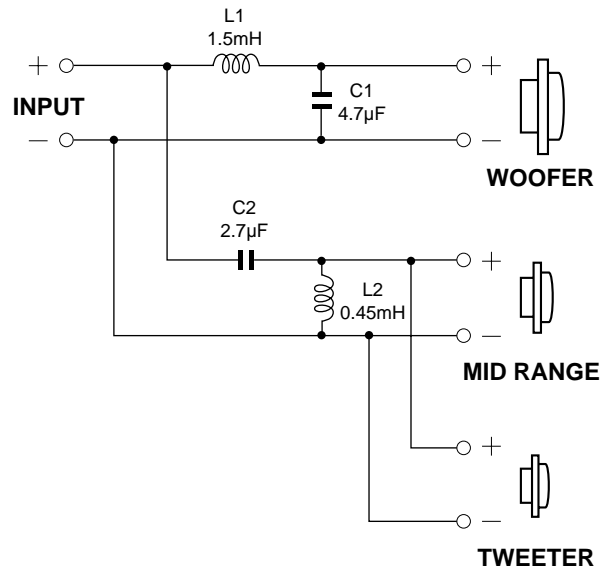 L1
1.5mH
+
+
INPUT
C1
4.7µF
−
−
WOOFER
C2
2.7µF
+
L2
0.45mH
−
MID RANGE
+
−
TWEETER